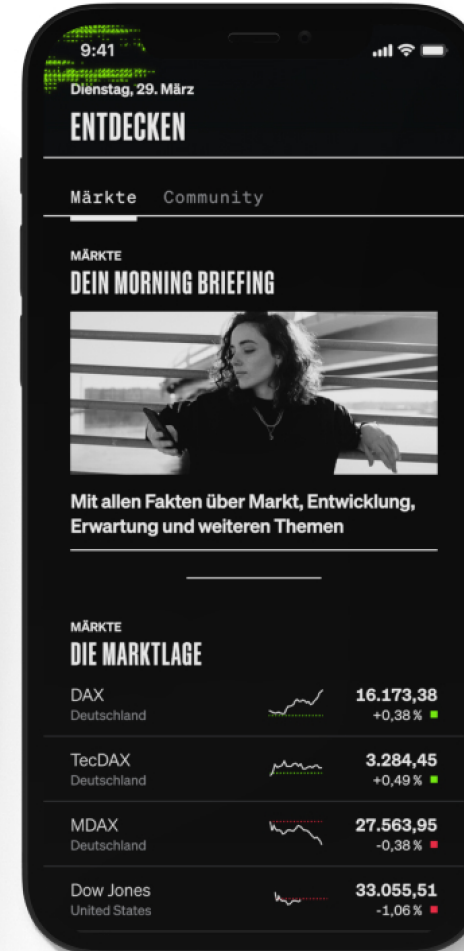 9:41
Dienstag, 29. März
ENTDECKEN
Märkte Community
MÄRKTE
DEIN MORNING BRIEFING
Mit allen Fakten über Markt, Entwicklung,
Erwartung und weiteren Themen
MÄRKTE
DIE MARKTLAGE
DAX 16.173,38
Deutschland +0,38 %
TecDAX 3.284,45
Deutschland +0,49 %
MDAX 27.563,95
Deutschland -0,38 %
Dow Jones 33.055,51
United States -1,06 %